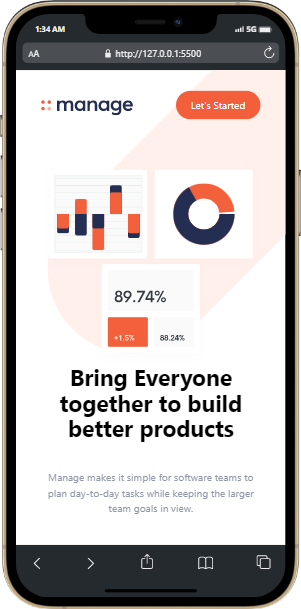 1:34 AM 5G
AA http://127.0.0.1:5500
manage Let's Started
89.74%
+1.5% 88.24%
Bring Everyone
together to build
better products
Manage makes it simple for software teams to
plan day-to-day tasks while keeping the larger
team goals in view.